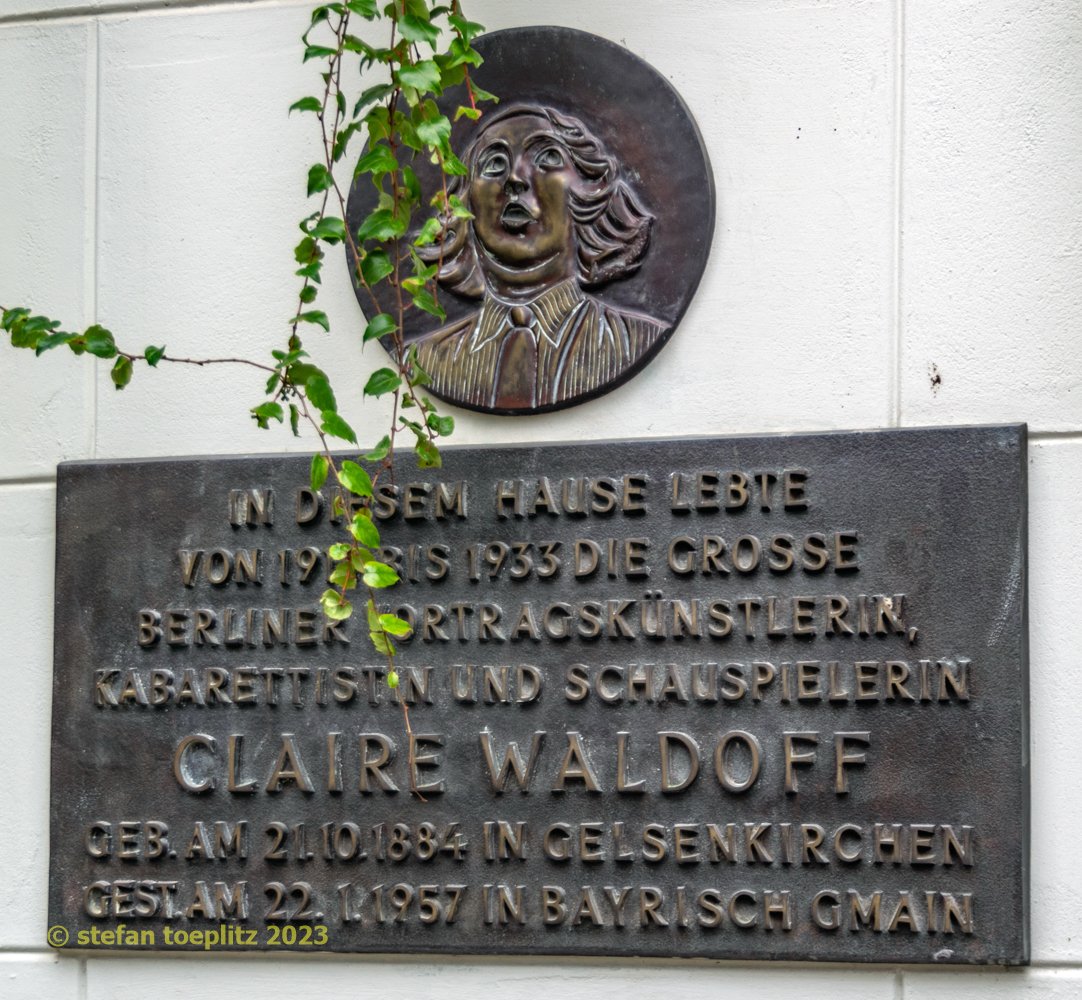 IN DIESEM HAUSE LEBTE
VON BIS 1933 DIE GROSSE
BERLINER VORTRAGSKÜNSTLERIN,
KABARETTISTIN UND SCHAUSPIELERIN
CLAIRE WALDOFF
GEB. AM 21.10.1884 IN GELSENKIRCHEN
GEST. AM 22. 1. 1957 IN BAYRISCH GMAIN
© stefan toeplitz 2023